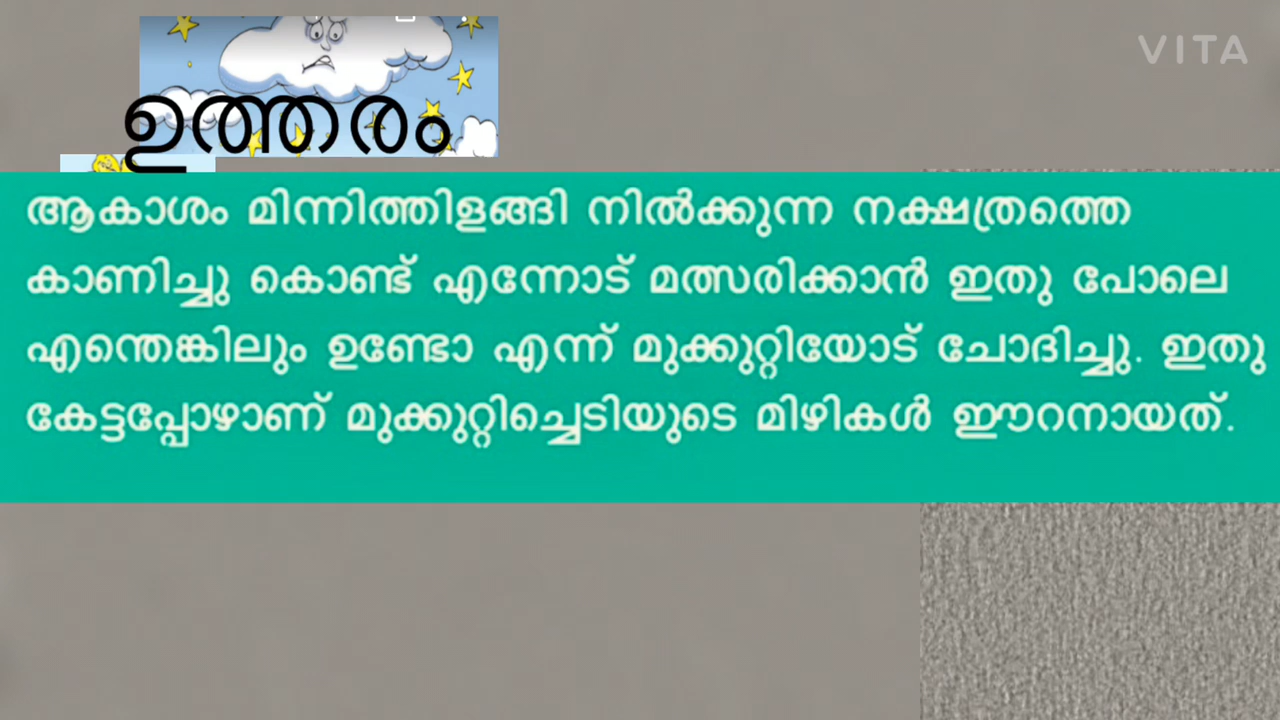 VITA
ഉത്തരം
ആകാശം മിന്നിത്തിളങ്ങി നിൽക്കുന്ന നക്ഷത്രത്തെ
കാണിച്ചു കൊണ്ട് എന്നോട് മത്സരിക്കാൻ ഇതു പോലെ
എന്തെങ്കിലും ഉണ്ടോ എന്ന് മുക്കുറ്റിയോട് ചോദിച്ചു. ഇതു
കേട്ടപ്പോഴാണ് മുക്കുറ്റിച്ചെടിയുടെ മിഴികൾ ഈറനായത്.